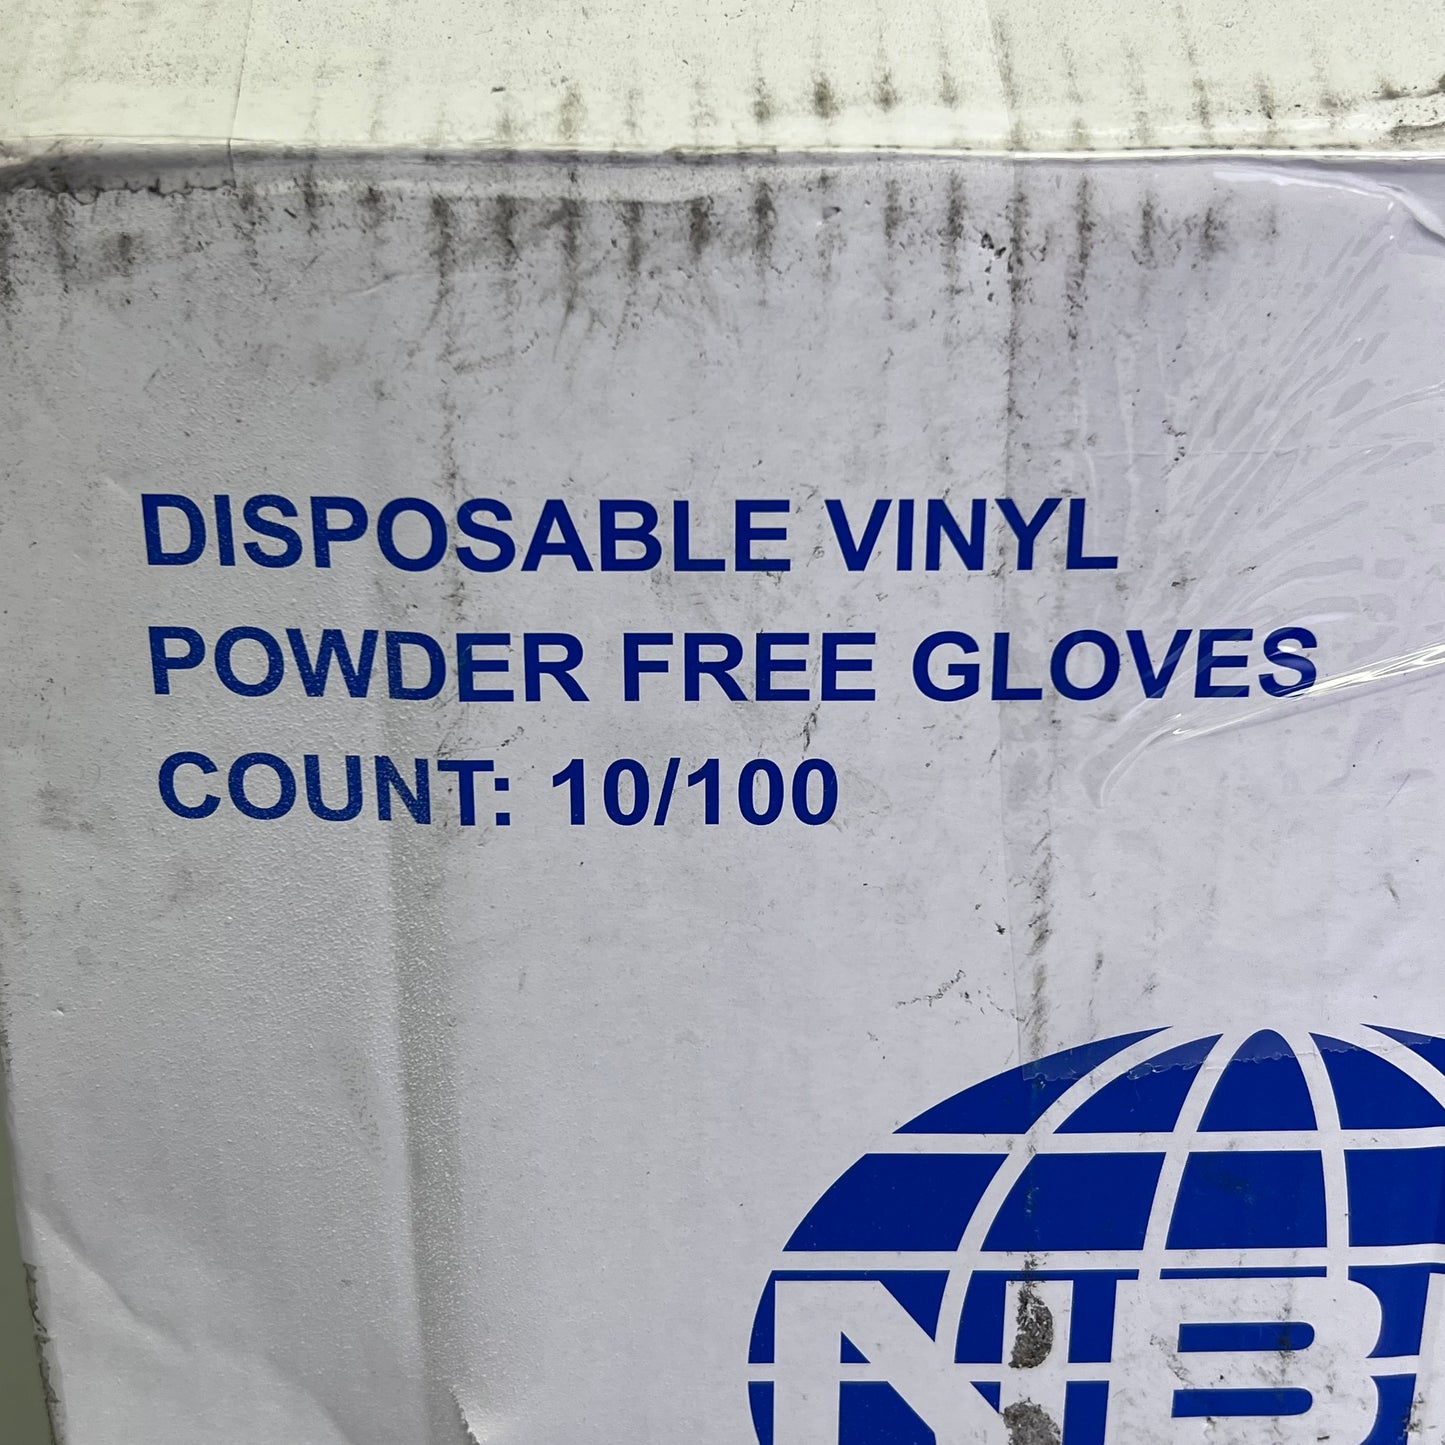 DISPOSABLE VINYL
POWDER FREE GLOVES
COUNT: 10/100